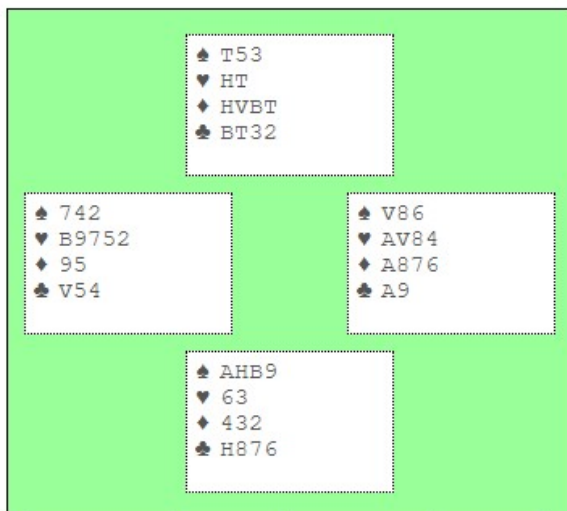 ♠ T53
♥ HT
♦ HVBT
♣ BT32
♠ 742
♥ B9752
♦ 95
♣ V54
♠ V86
♥ AV84
♦ A876
♣ A9
♠ AHB9
♥ 63
♦ 432
♣ H876